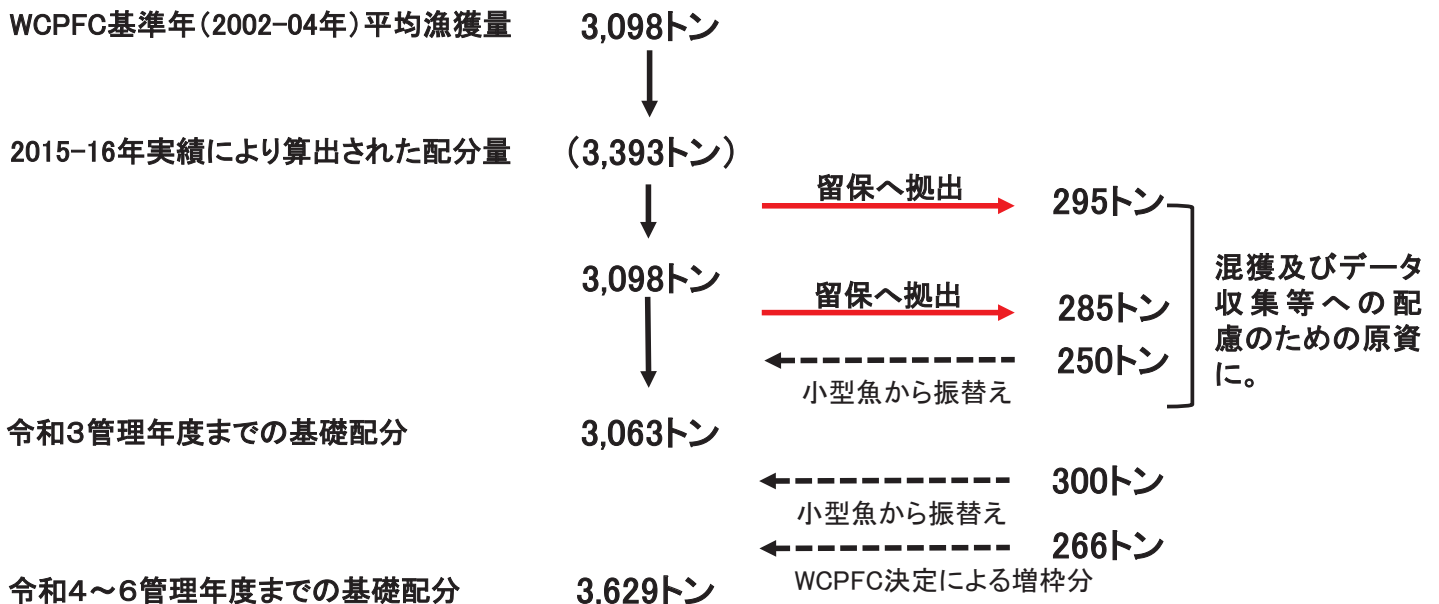 WCPFC基準年(2002-04年)平均漁獲量 3,098トン
2015-16年実績により算出された配分量 (3,393トン)
留保へ拠出 295トン
3,098トン
留保へ拠出 285トン
250トン
小型魚から振替え
混獲及びデータ
収集等への配
慮のための原資
に。
令和3管理年度までの基礎配分 3,063トン
300トン
小型魚から振替え
266トン
WCPFC決定による増枠分
令和4~6管理年度までの基礎配分 3,629トン